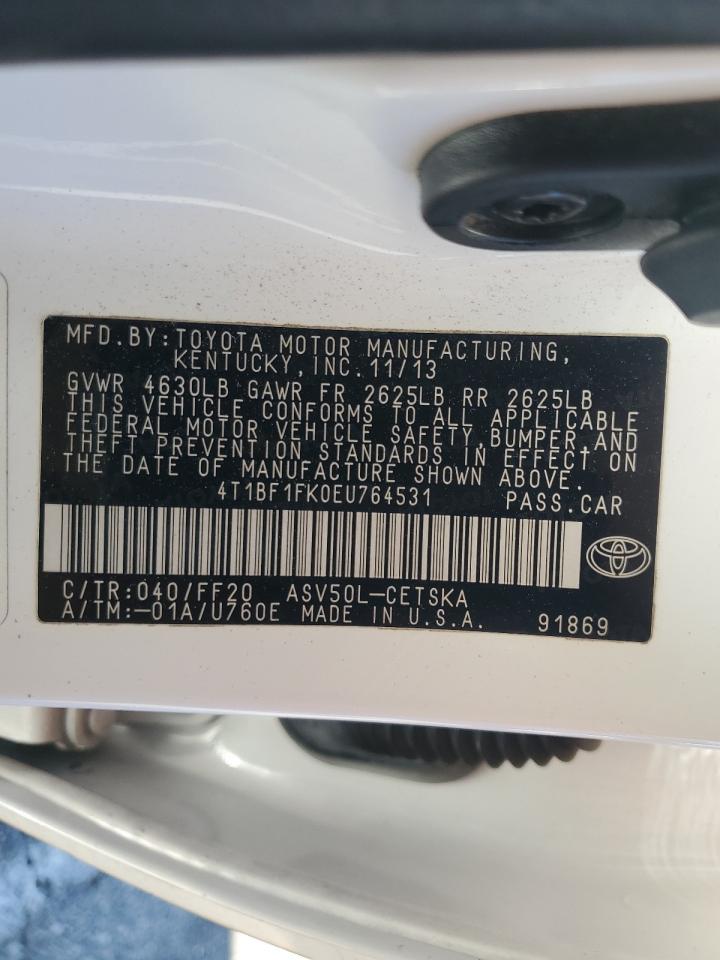 MFD.BY:TOYOTA MOTOR MANUFACTURING,
KENTUCKY, INC. 11/13
GVWR 4630LB GAWR FR 2625LB RR 2625LB
THIS VEHICLE CONFORMS TO ALL APPLICABLE
FEDERAL MOTOR VEHICLE SAFETY,BUMPER,AND
THEFT PREVENTION STANDARDS IN EFFECT ON
THE DATE OF MANUFACTURE SHOWN ABOVE.
4T1BF1FK0EU764531 PASS.CAR
C/TR:040/FF20 ASV50L-CETSKA
A/TM:-01A/U760E MADE IN U.S.A. 91869